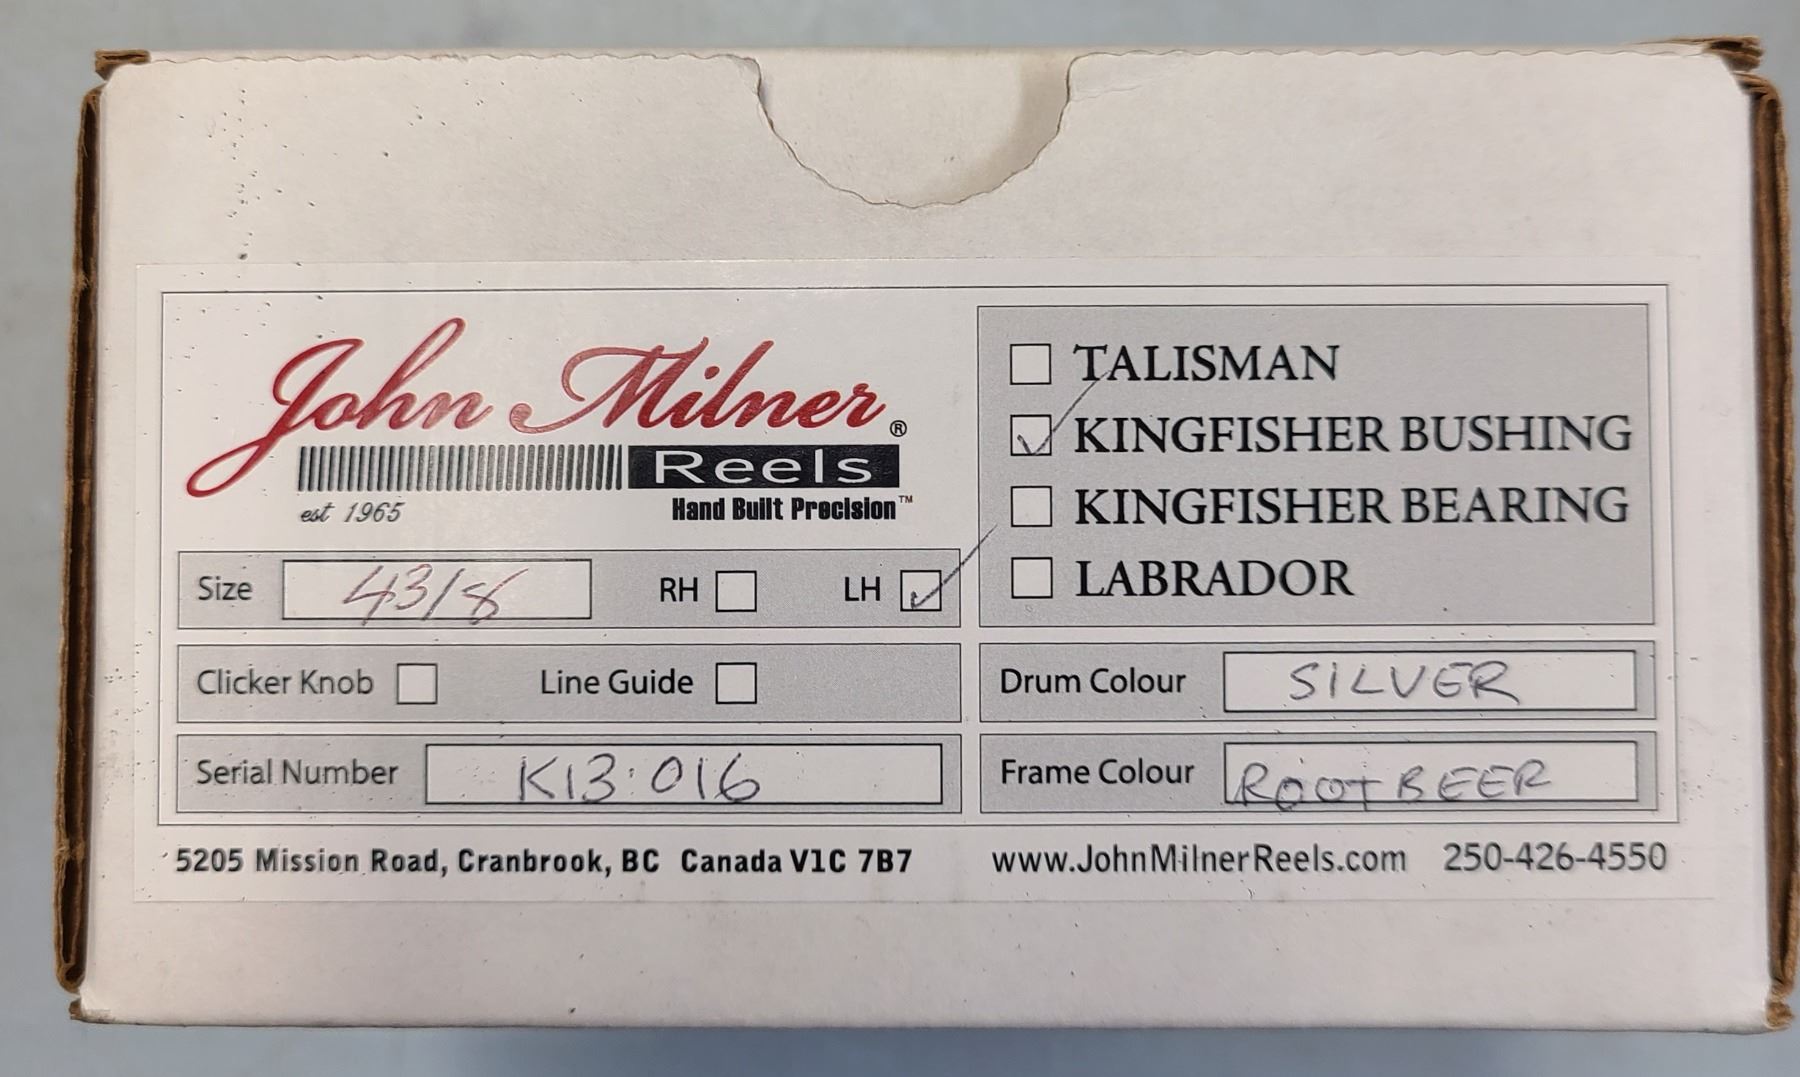 John Milner®
Reels
est 1965
Hand Built Precision™
Size 43/8 RH LH
Clicker Knob Line Guide
Serial Number K13:016
TALISMAN
KINGFISHER BUSHING
KINGFISHER BEARING
LABRADOR
Drum Colour SILVER
Frame Colour ROOTBEER
5205 Mission Road, Cranbrook, BC Canada V1C 7B7
www.JohnMilnerReels.com 250-426-4550